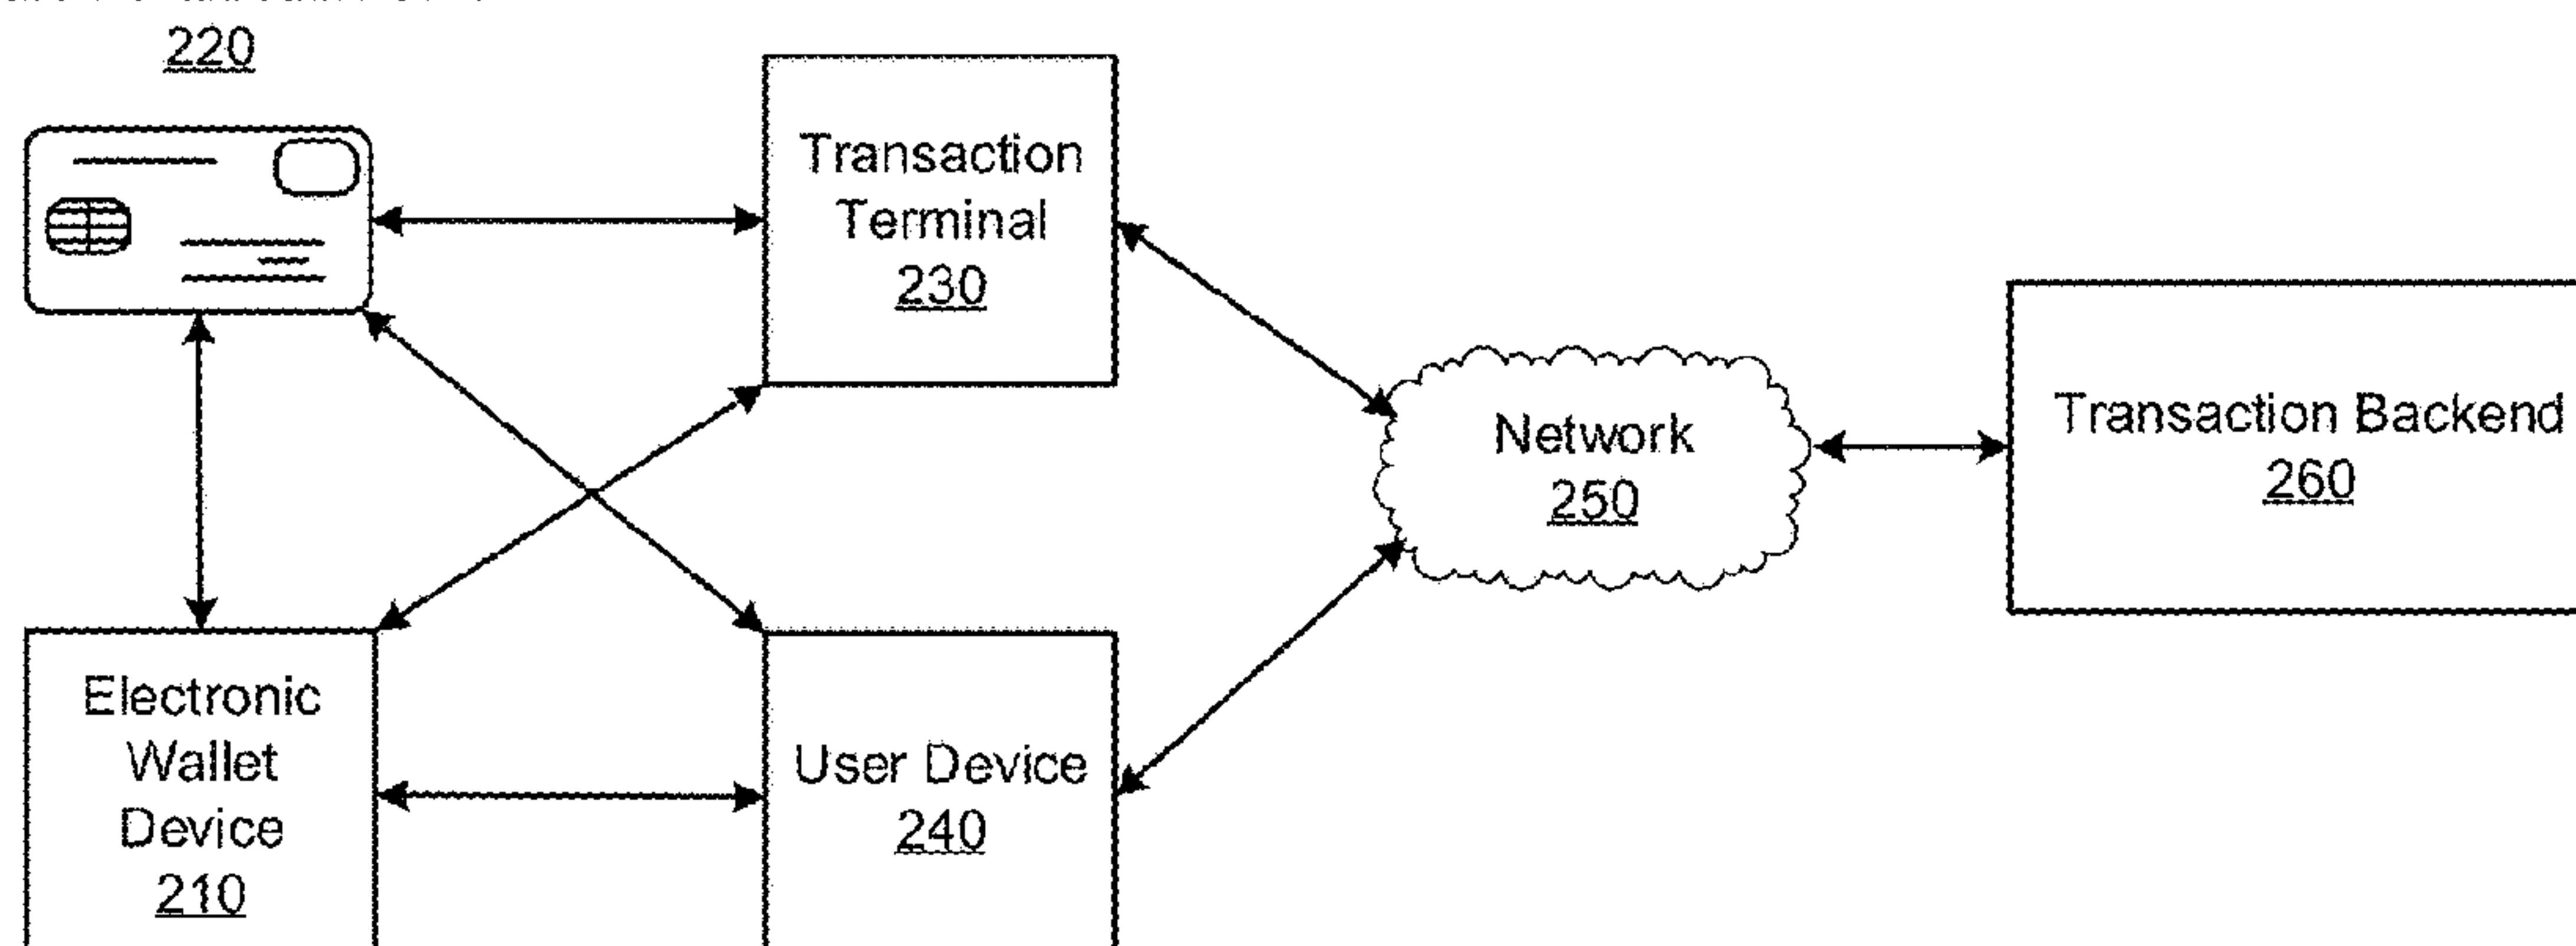 220
Transaction
Terminal
230
Network
250
Transaction Backend
260
Electronic
Wallet
Device
210
User Device
240